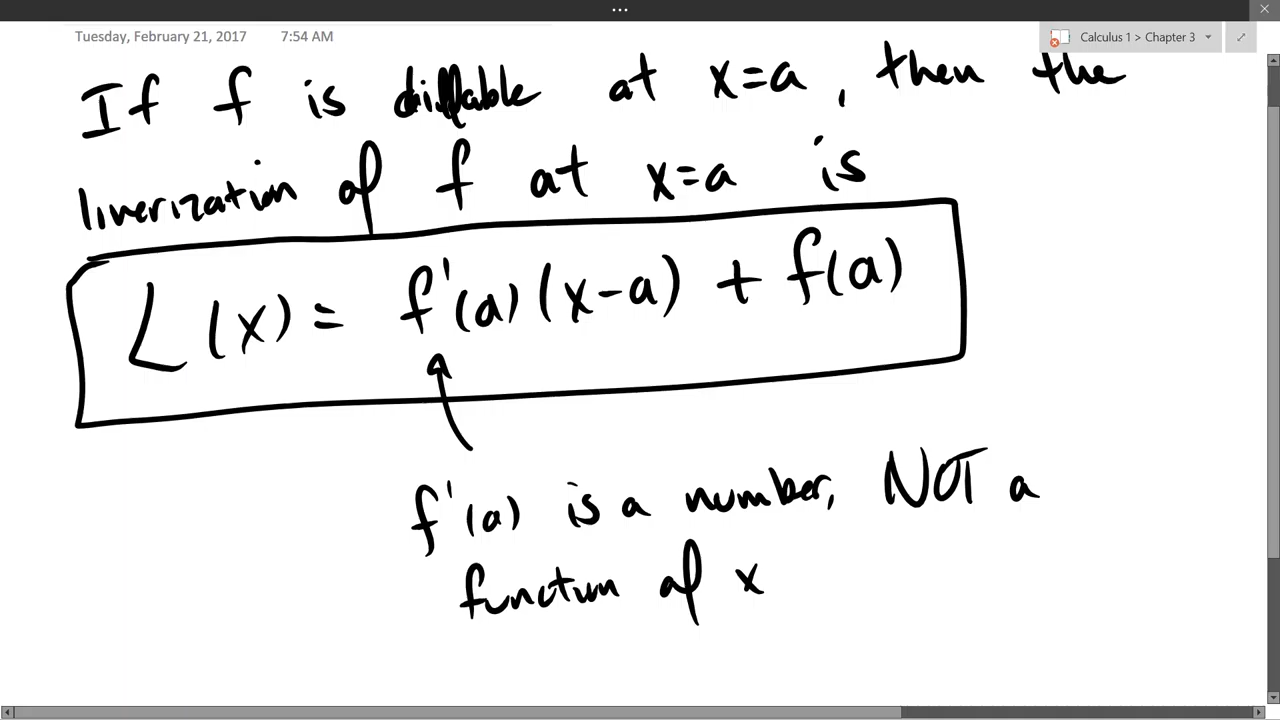 ...
Tuesday, February 21, 2017 7:54 AM
Calculus 1 > Chapter 3
If f is diffable at x=a, then the
linerization of f at x=a is
L(x) = f'(a)(x-a) + f(a)
f'(a) is a number, NOT a
function of x